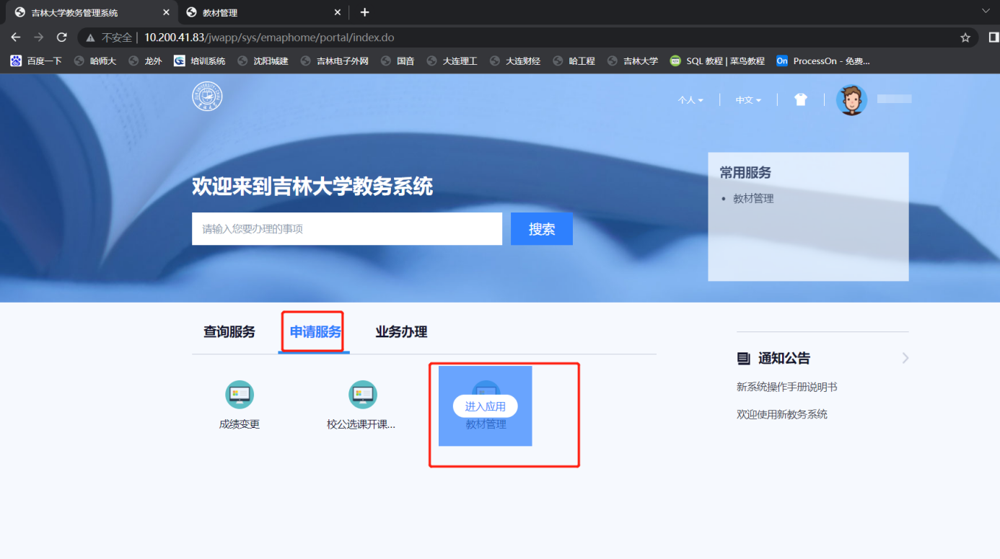 吉林大学教务管理系统
教材管理
不安全 | 10.200.41.83/jwapp/sys/emaphome/portal/index.do
百度一下 哈师大 龙外 培训系统 沈阳城建 吉林电子外网 国音 大连理工 大连财经 哈工程 吉林大学 SQL 教程 | 菜鸟教程 On ProcessOn - 免费...
个人 中文
欢迎来到吉林大学教务系统
请输入您要办理的事项 搜索
常用服务
• 教材管理
查询服务 申请服务 业务办理
成绩变更
校公选课开课...
进入应用
教材管理
通知公告
新系统操作手册说明书
欢迎使用新教务系统